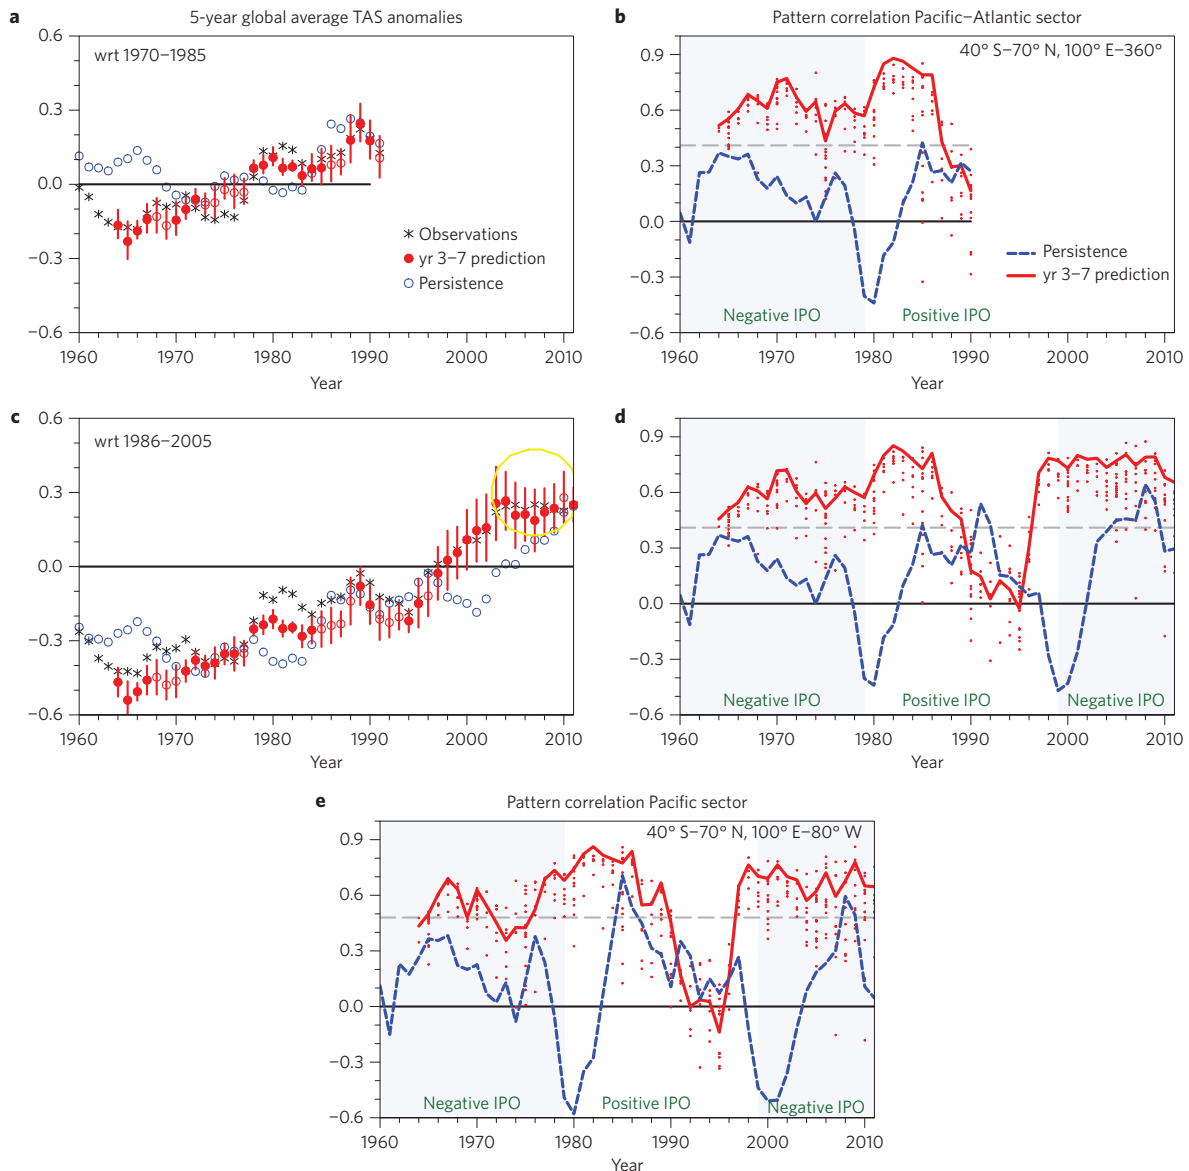 a
5-year global average TAS anomalies
0.6
0.3
0.0
−0.3
−0.6
wrt 1970–1985
Observations
yr 3–7 prediction
Persistence
1960 1970 1980 1990 2000 2010
Year
b
Pattern correlation Pacific–Atlantic sector
0.9
0.6
0.3
0.0
−0.3
−0.6
40° S–70° N, 100° E–360°
Persistence
yr 3–7 prediction
Negative IPO
Positive IPO
1960 1970 1980 1990 2000 2010
Year
c
0.6
0.3
0.0
−0.3
−0.6
wrt 1986–2005
1960 1970 1980 1990 2000 2010
Year
d
0.9
0.6
0.3
0.0
−0.3
−0.6
Negative IPO
Positive IPO
Negative IPO
1960 1970 1980 1990 2000 2010
Year
e
Pattern correlation Pacific sector
0.9
0.6
0.3
0.0
−0.3
−0.6
40° S–70° N, 100° E–80° W
Negative IPO
Positive IPO
Negative IPO
1960 1970 1980 1990 2000 2010
Year